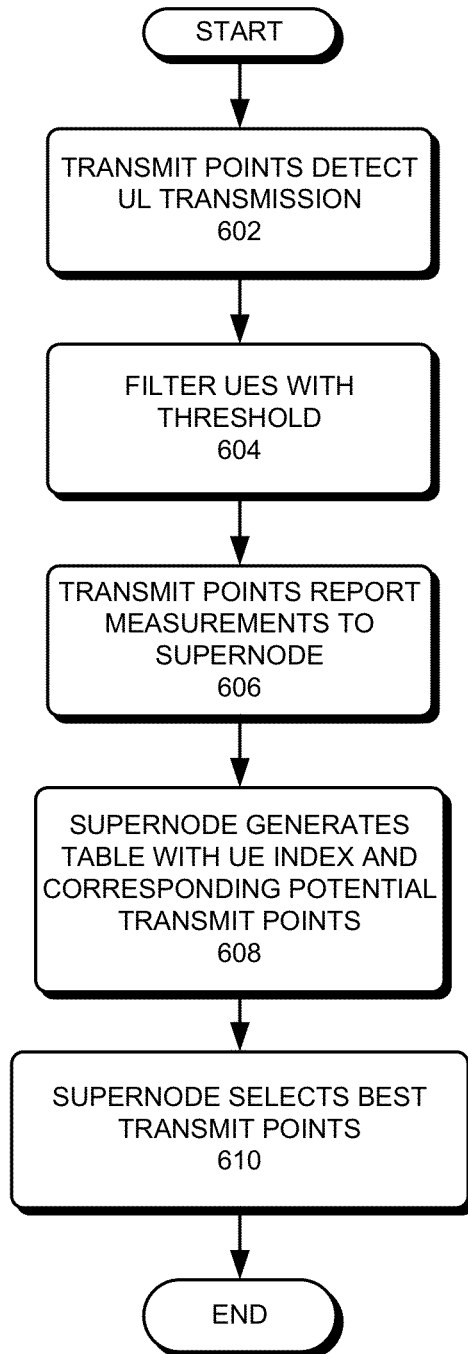 START
TRANSMIT POINTS DETECT
UL TRANSMISSION
602
FILTER UES WITH
THRESHOLD
604
TRANSMIT POINTS REPORT
MEASUREMENTS TO
SUPERNODE
606
SUPERNODE GENERATES
TABLE WITH UE INDEX AND
CORRESPONDING POTENTIAL
TRANSMIT POINTS
608
SUPERNODE SELECTS BEST
TRANSMIT POINTS
610
END